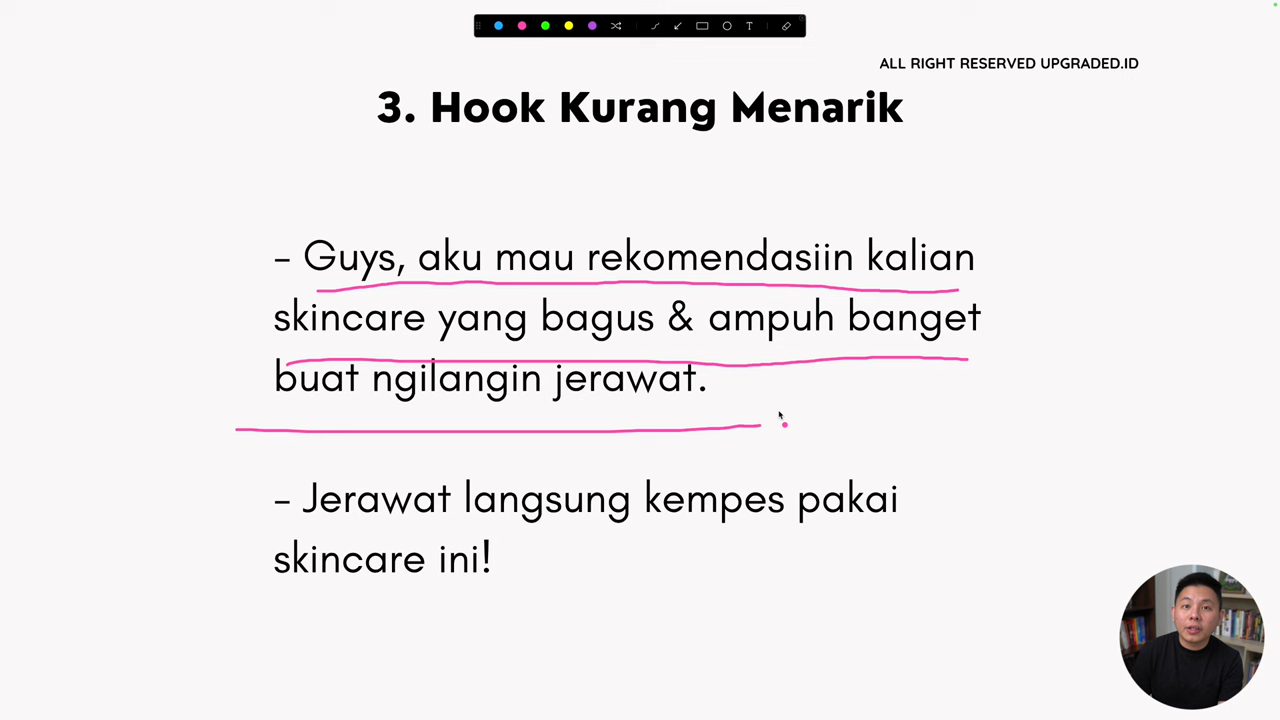 ALL RIGHT RESERVED UPGRADED.ID
3. Hook Kurang Menarik
- Guys, aku mau rekomendasiin kalian
skincare yang bagus & ampuh banget
buat ngilangin jerawat.
- Jerawat langsung kempes pakai
skincare ini!